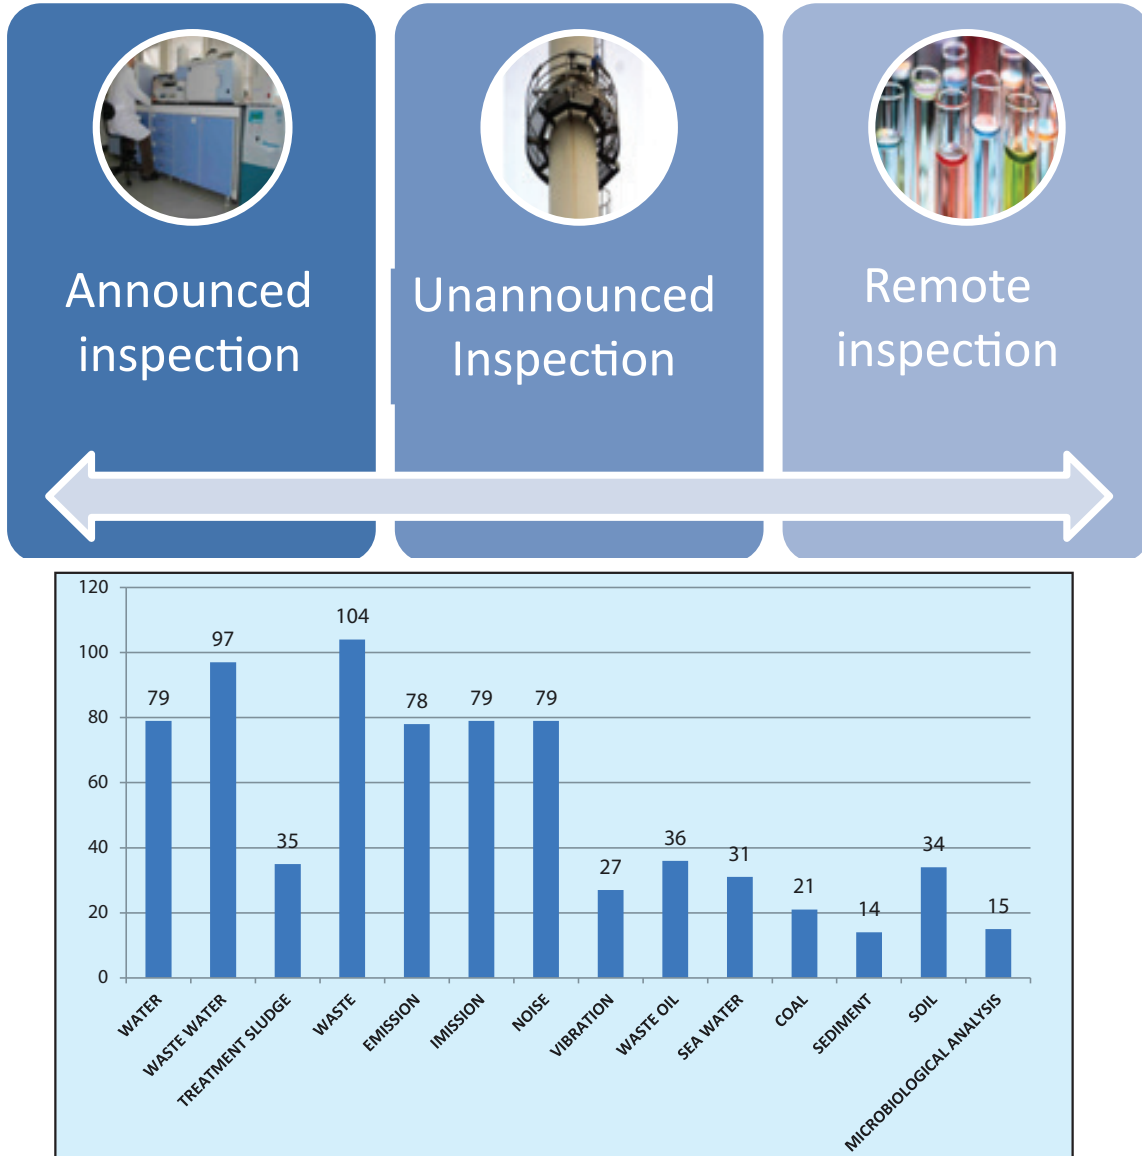 Announced
inspection
Unannounced
Inspection
Remote
inspection
120
100
80
60
40
20
0
79
97
35
104
78
79
79
27
36
31
21
14
34
15
WATER
WASTE WATER
TREATMENT SLUDGE
WASTE
EMISSION
IMISSION
NOISE
VIBRATION
WASTE OIL
SEA WATER
COAL
SEDIMENT
SOIL
MICROBIOLOGICAL ANALYSIS